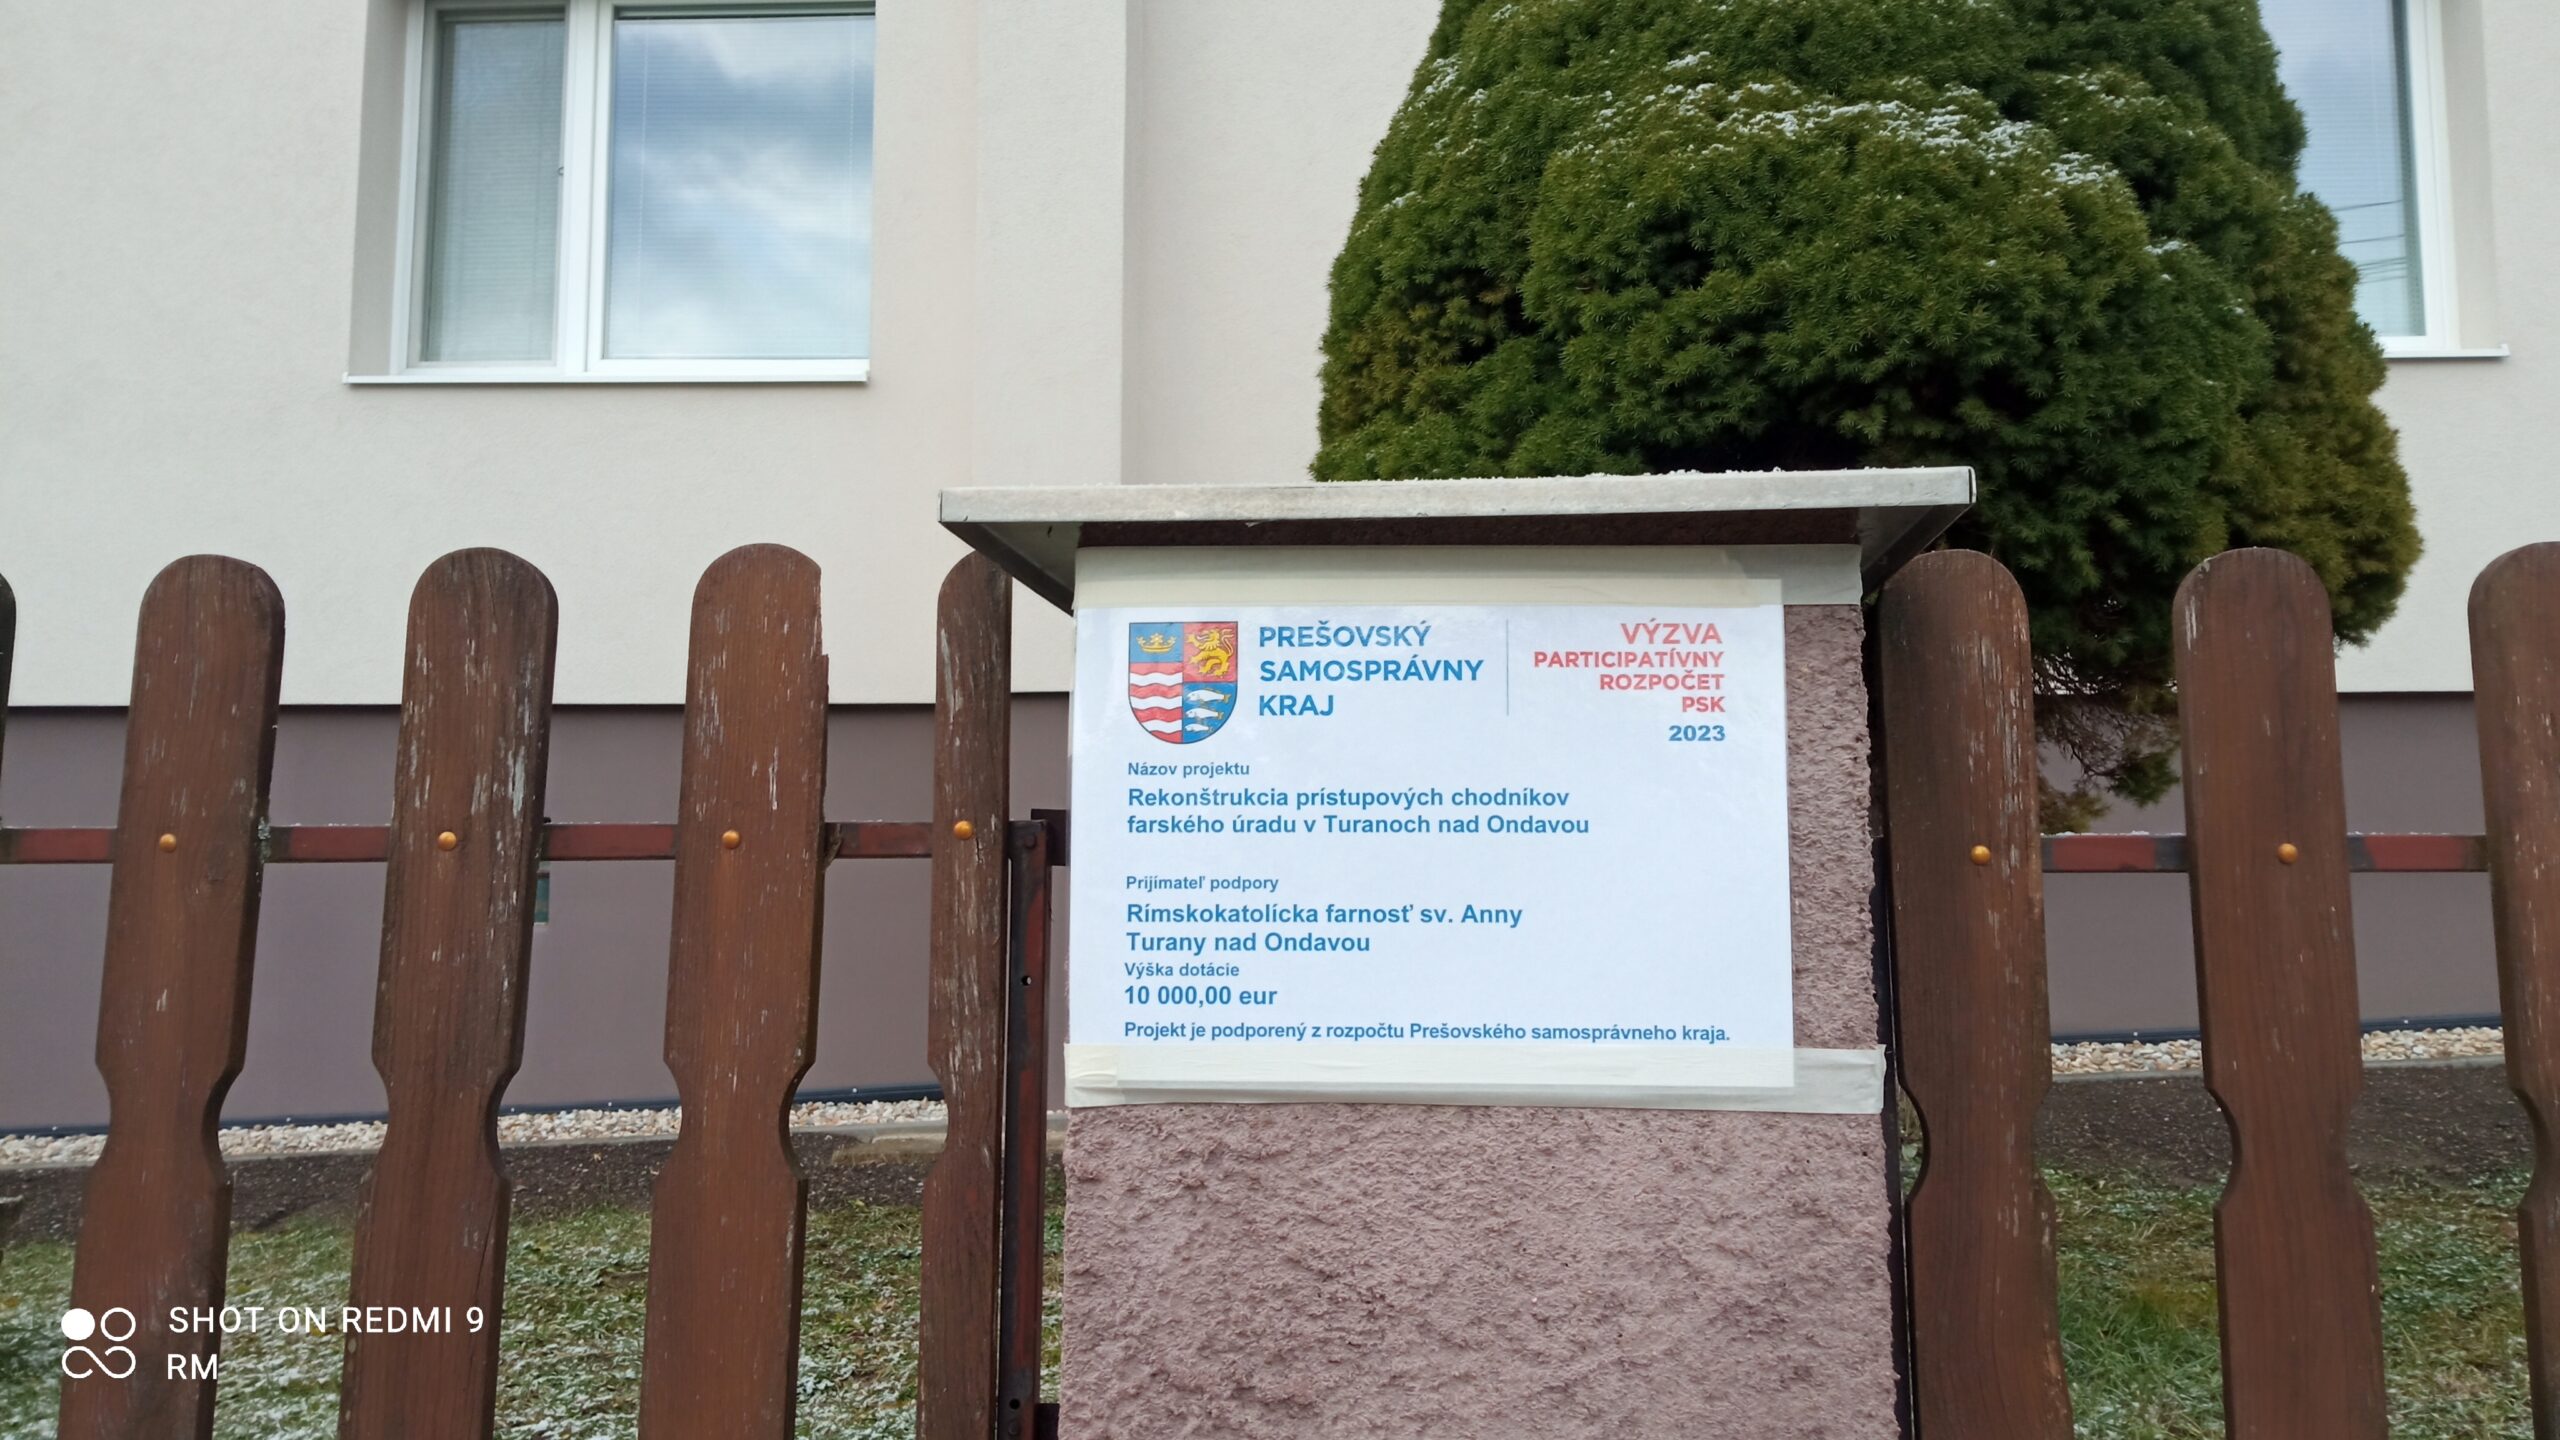 PREŠOVSKÝ
SAMOSPRÁVNY
KRAJ
VÝZVA
PARTICIPATÍVNY
ROZPOČET
PSK
2023
Názov projektu
Rekonštrukcia prístupových chodníkov
farského úradu v Turanoch nad Ondavou
Prijímateľ podpory
Rímskokatolícka farnosť sv. Anny
Turany nad Ondavou
Výška dotácie
10 000,00 eur
Projekt je podporený z rozpočtu Prešovského samosprávneho kraja.
SHOT ON REDMI 9
RM